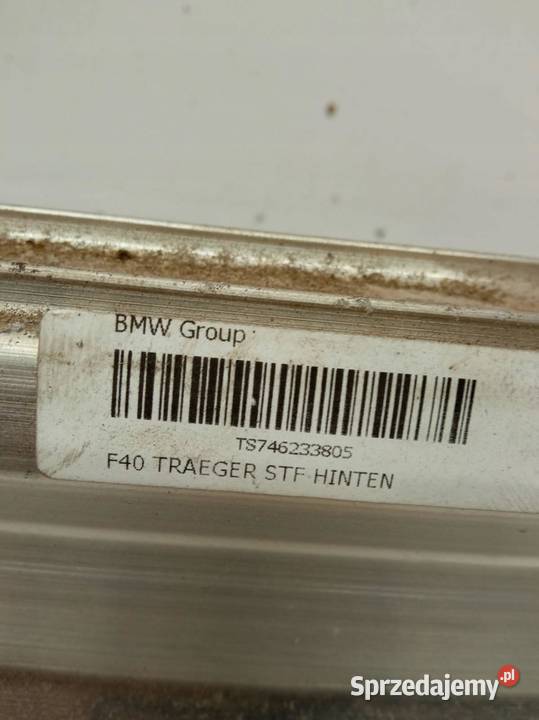 BMW Group
TS746233805
F40 TRAEGER STF HINTEN
Sprzedajemy.pl